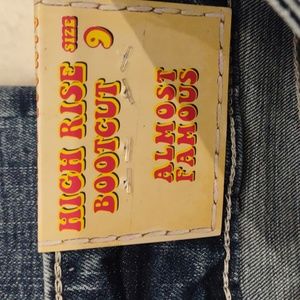 HIGH RISE
BOOTCUT
SIZE
9
ALMOST
FAMOUS